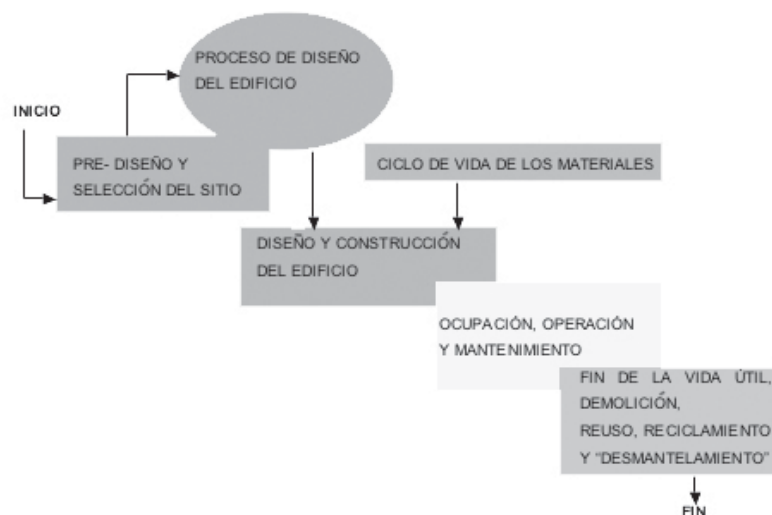 PROCESO DE DISEÑO
DEL EDIFICIO
INICIO
PRE- DISEÑO Y
SELECCIÓN DEL SITIO
CICLO DE VIDA DE LOS MATERIALES
DISEÑO Y CONSTRUCCIÓN
DEL EDIFICIO
OCUPACIÓN, OPERACIÓN
Y MANTENIMIENTO
FIN DE LA VIDA ÚTIL,
DEMOLICIÓN,
REUSO, RECICLAMIENTO
Y “DESMANTELAMIENTO”
FIN